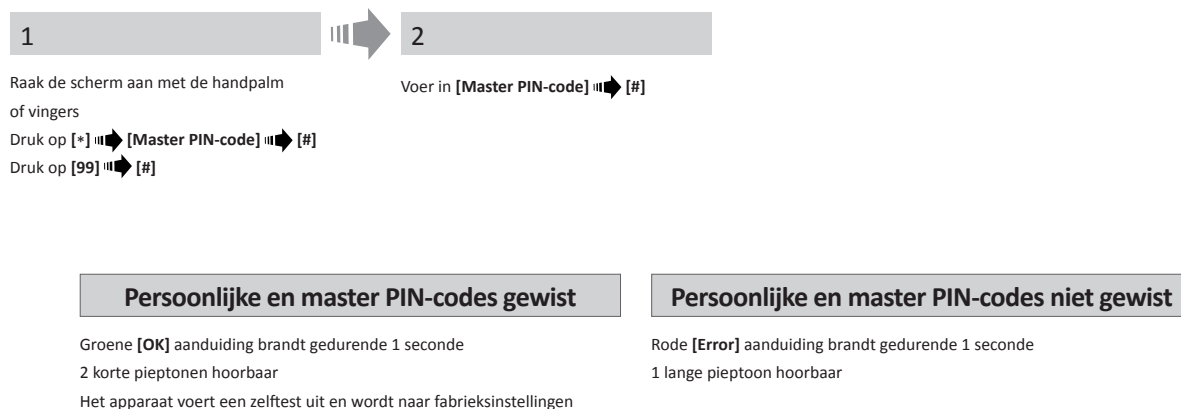 1
2
Raak de scherm aan met de handpalm
of vingers
Druk op [*] [Master PIN-code] [#]
Druk op [99] [#]
Voer in [Master PIN-code] [#]
Persoonlijke en master PIN-codes gewist
Groene [OK] aanduiding brandt gedurende 1 seconde
2 korte pieptonen hoorbaar
Het apparaat voert een zelftest uit en wordt naar fabrieksinstellingen
Persoonlijke en master PIN-codes niet gewist
Rode [Error] aanduiding brandt gedurende 1 seconde
1 lange pieptoon hoorbaar